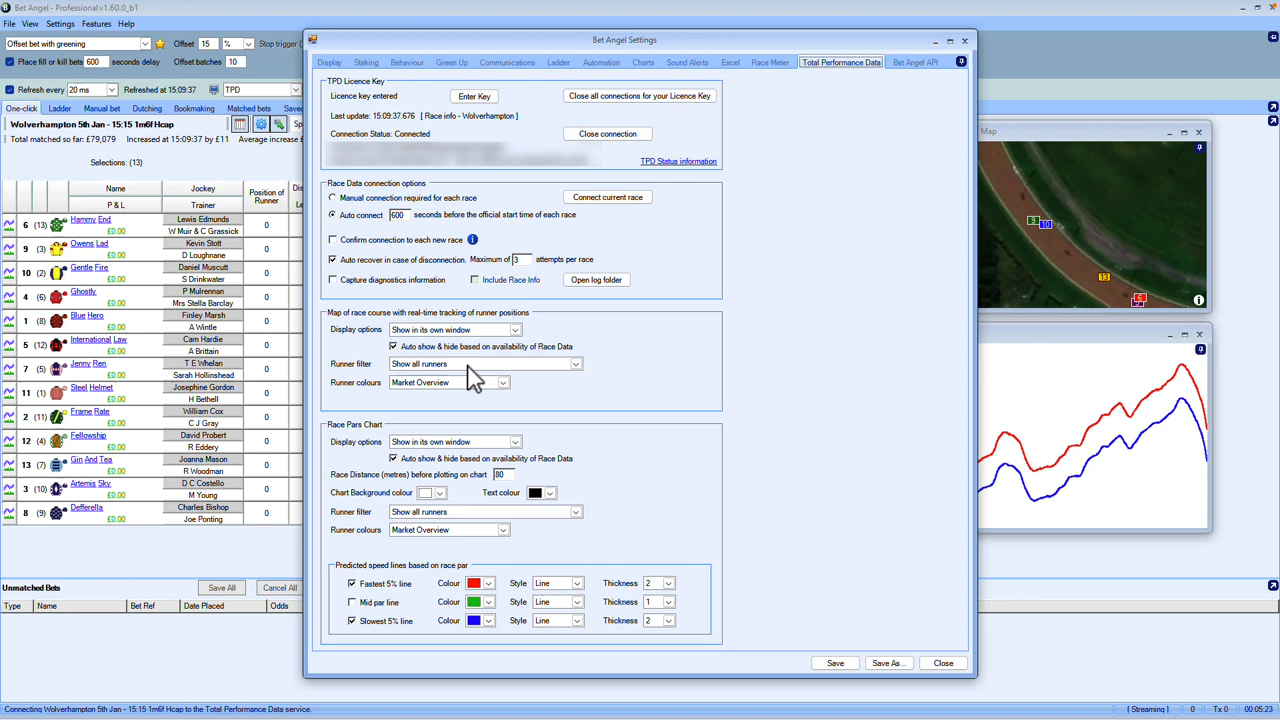 Bet Angel - Professional v1.60.0_b1
File View Settings Features Help
Offset bet with greening Offset 15 % Stop trigger (
Place fill or kill bets 600 seconds delay Offset batches 10
Refresh every 20 ms Refreshed at 15:09:37 TPD
One-click Ladder Manual bet Dutching Bookmaking Matched bets
Wolverhampton 5th Jan - 15:15 1m6f Hcap
Total matched so far: £79,079 Increased at 15:09:37 by £11 Average increase £
Selections: (13)
Name Jockey Position of Runner
P & L Trainer
6 (13) Hammy End Lewis Edmunds 0
£0.00 W Muir & C Grassick
9 (3) Owens Lad Kevin Stott 0
£0.00 D Loughnane
10 (2) Gentle Fire Daniel Muscutt 0
£0.00 S Drinkwater
4 (6) Ghostly P Mulrennan 0
£0.00 Mrs Stella Barclay
1 (8) Blue Hero Finley Marsh 0
£0.00 A Wintle
5 (12) International Law Cam Hardie 0
£0.00 A Brittain
7 (5) Jenny Ren T E Whelan 0
£0.00 Sarah Hollinshead
11 (1) Steel Helmet Josephine Gordon 0
£0.00 H Bethell
2 (11) Frame Rate William Cox 0
£0.00 C J Gray
12 (4) Fellowship David Probert 0
£0.00 R Eddery
13 (7) Gin And Tea Joanna Mason 0
£0.00 R Woodman
3 (10) Artemis Sky D C Costello 0
£0.00 M Young
8 (9) Defferella Charles Bishop 0
£0.00 Joe Ponting
Unmatched Bets Save All Cancel All
Type Name Bet Ref Date Placed Odds
Connecting Wolverhampton 5th Jan - 15:15 1m6f Hcap to the Total Performance Data service.
[ Streaming ] 0 Tx 0 00:05:23
Bet Angel Settings
Display Staking Behaviour Green Up Communications Ladder Automation Charts Sound Alerts Excel Race Meter Total Performance Data Bet Angel API
TPD Licence Key
Licence key entered Enter Key Close all connections for your Licence Key
Last update: 15:09:37.676 [ Race info - Wolverhampton ]
Connection Status: Connected Close connection
TPD Status information
Race Data connection options
Manual connection required for each race Connect current race
Auto connect 600 seconds before the official start time of each race
Confirm connection to each new race
Auto recover in case of disconnection. Maximum of 3 attempts per race
Capture diagnostics information Include Race Info Open log folder
Map of race course with real-time tracking of runner positions
Display options Show in its own window
Auto show & hide based on availability of Race Data
Runner filter Show all runners
Runner colours Market Overview
Race Pars Chart
Display options Show in its own window
Auto show & hide based on availability of Race Data
Race Distance (metres) before plotting on chart 80
Chart Background colour Text colour
Runner filter Show all runners
Runner colours Market Overview
Predicted speed lines based on race par
Fastest 5% line Colour Style Line Thickness 2
Mid par line Colour Style Line Thickness 1
Slowest 5% line Colour Style Line Thickness 2
Save Save As... Close
Map
9
10
13
6